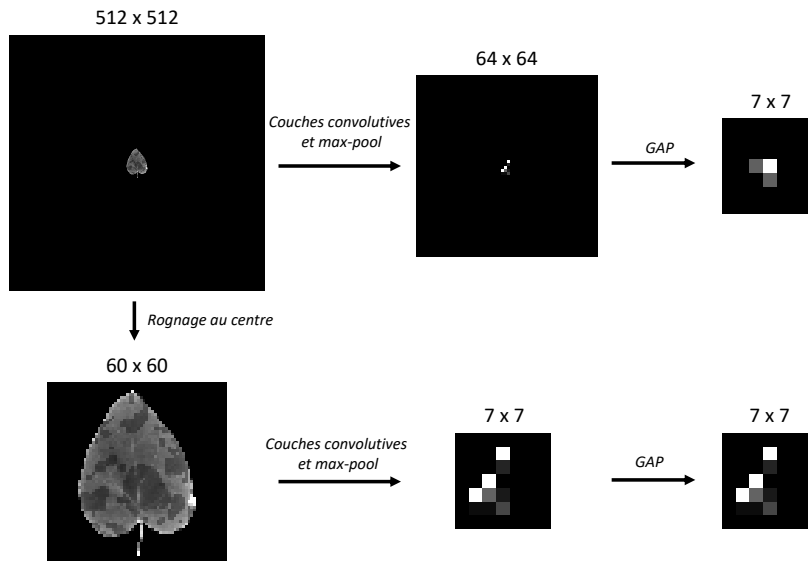 512 x 512
64 x 64
7 x 7
Couches convolutives
et max-pool
GAP
Rognage au centre
60 x 60
7 x 7
7 x 7
Couches convolutives
et max-pool
GAP